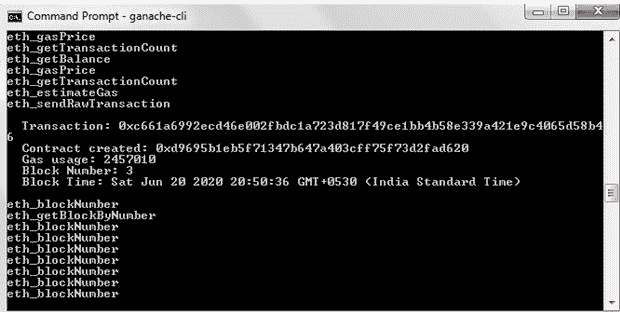 Command Prompt - ganache-cli
eth_gasPrice
eth_getTransactionCount
eth_getBalance
eth_gasPrice
eth_getTransactionCount
eth_estimateGas
eth_sendRawTransaction
Transaction: 0xc661a6992ecd46e002fbdc1a723d817f49ce1bb4b58e339a421e9c4065d58b4
6
Contract created: 0xd9695b1eb5f71347b647a403cff75f73d2fad620
Gas usage: 2457010
Block Number: 3
Block Time: Sat Jun 20 2020 20:50:36 GMT+0530 (India Standard Time)
eth_blockNumber
eth_getBlockByNumber
eth_blockNumber
eth_blockNumber
eth_blockNumber
eth_blockNumber
eth_blockNumber
eth_blockNumber
eth_blockNumber